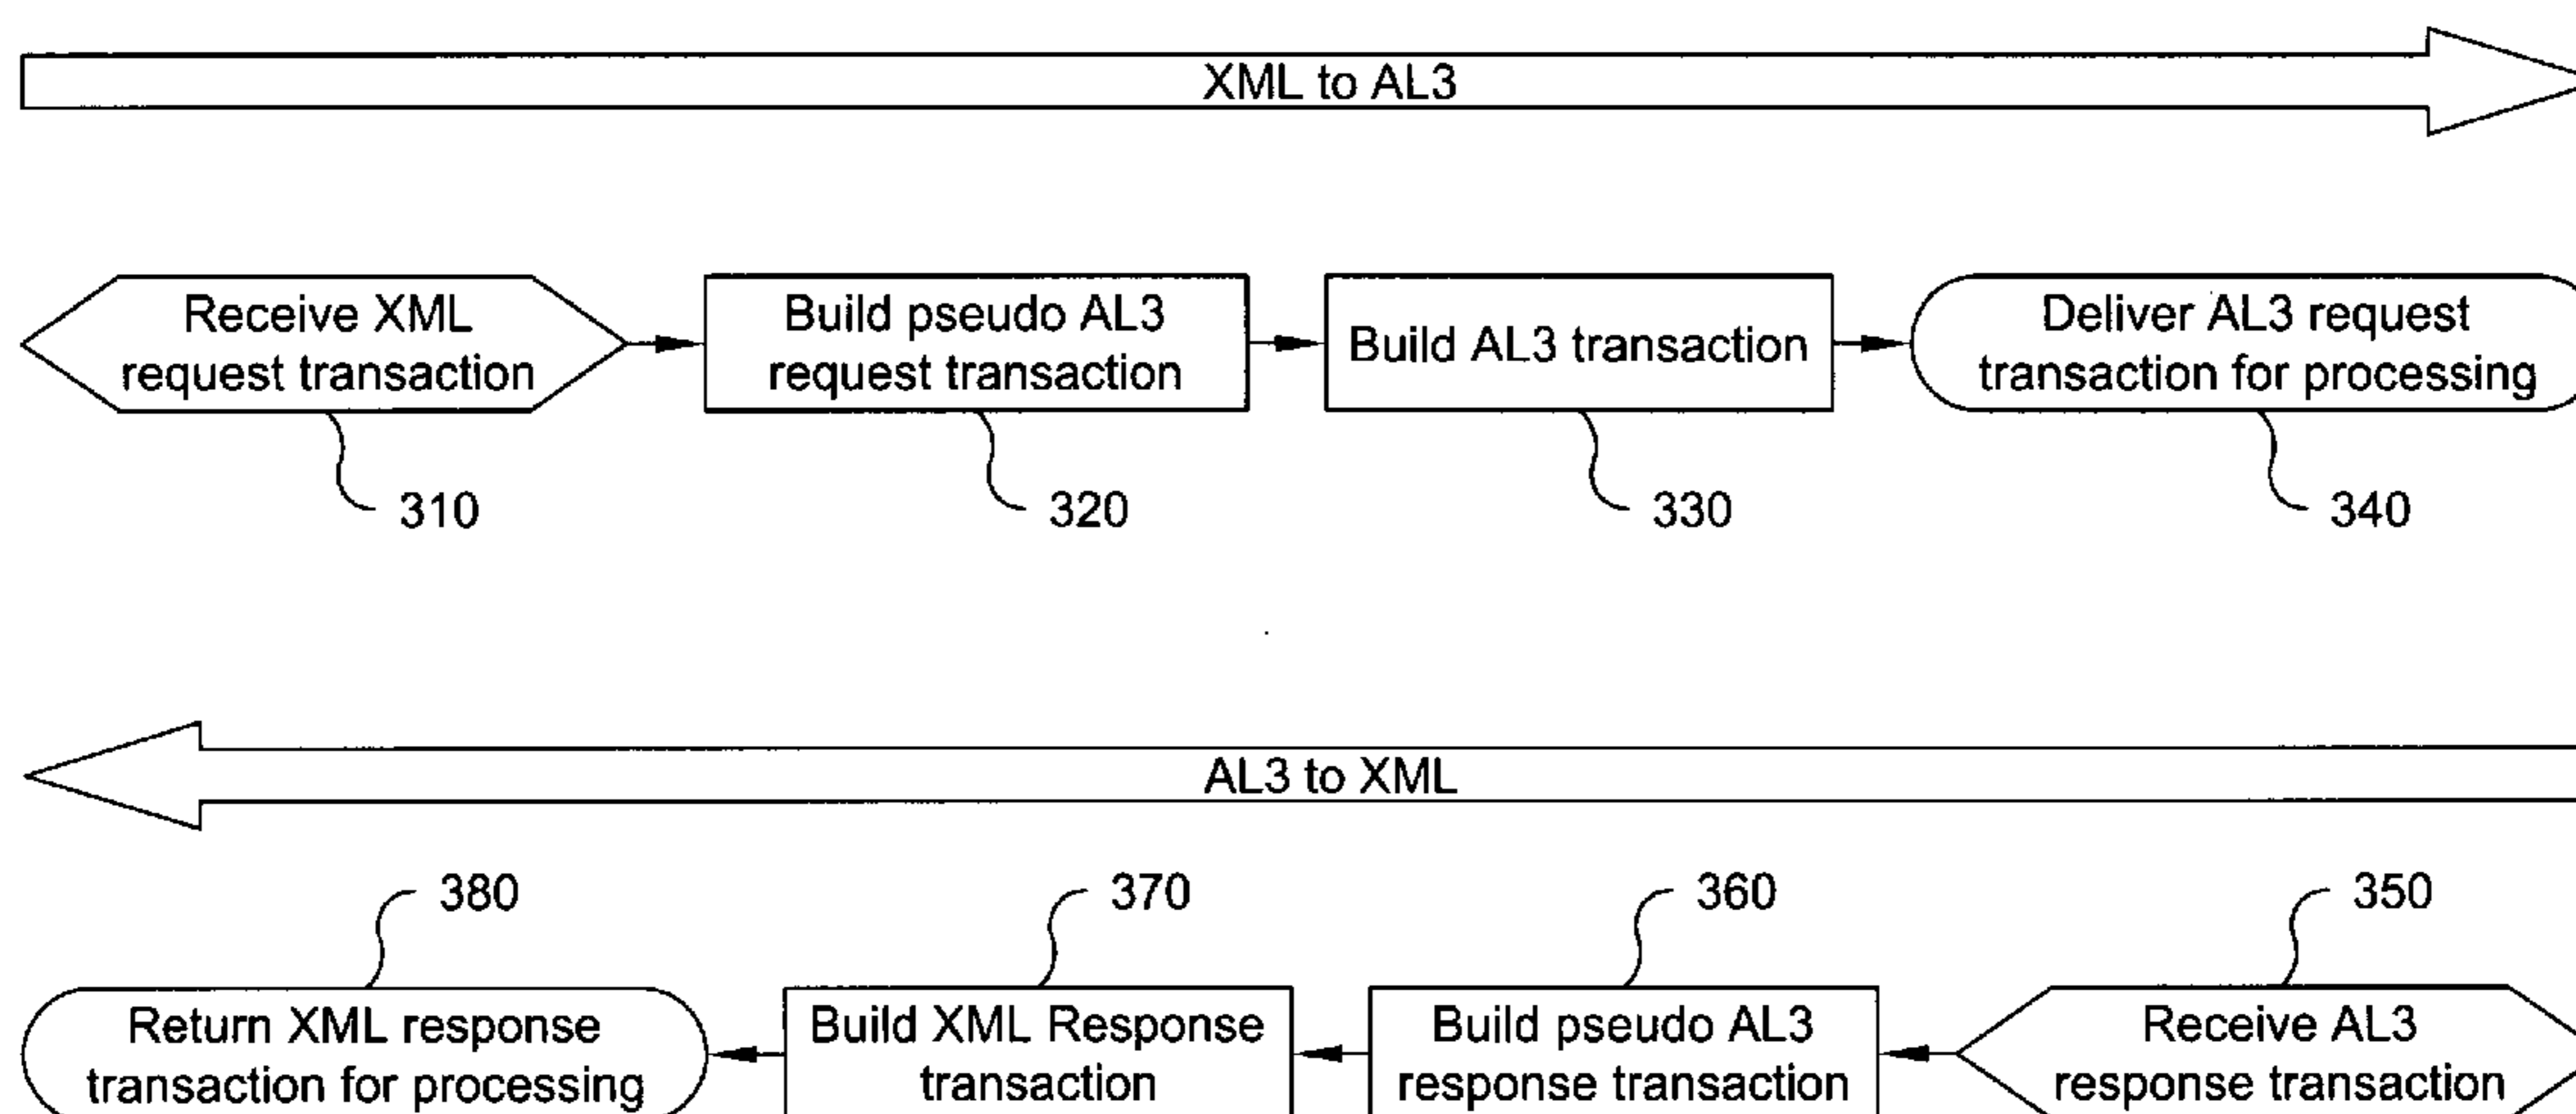 XML to AL3
Receive XML
request transaction
310
Build pseudo AL3
request transaction
320
Build AL3 transaction
330
Deliver AL3 request
transaction for processing
340
AL3 to XML
380
Return XML response
transaction for processing
370
Build XML Response
transaction
360
Build pseudo AL3
response transaction
350
Receive AL3
response transaction